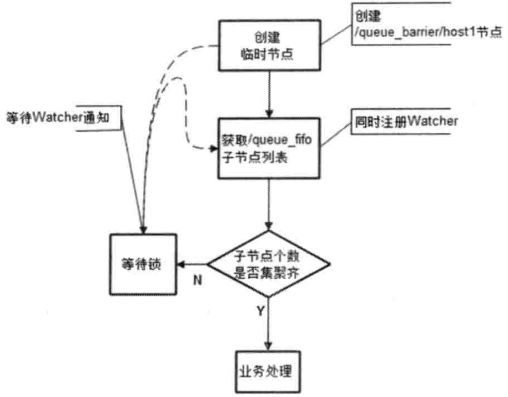 创建
临时节点
创建
/queue_barrier/host1节点
等待Watcher通知
获取/queue_fifo
子节点列表
同时注册Watcher
等待锁
N
子节点个数
是否集聚齐
Y
业务处理